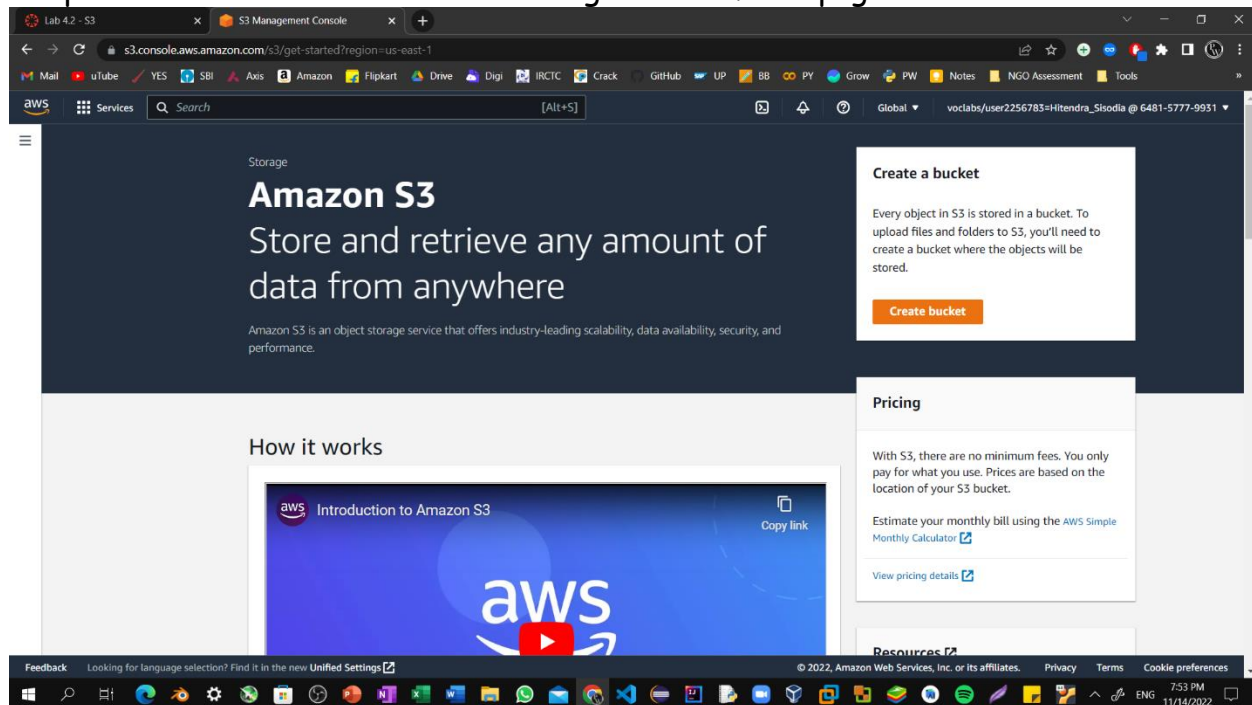 Lab 4.2 - S3
S3 Management Console
s3.console.aws.amazon.com/s3/get-started?region=us-east-1
Mail uTube YES SBI Axis Amazon Flipkart Drive Digi IRCTC Crack GitHub UP BB PY Grow PW Notes NGO Assessment Tools »
aws Services Search [Alt+S] Global voclabs/user2256783=Hitendra_Sisodia @ 6481-5777-9931
Storage
Amazon S3
Store and retrieve any amount of
data from anywhere
Amazon S3 is an object storage service that offers industry-leading scalability, data availability, security, and
performance.
Create a bucket
Every object in S3 is stored in a bucket. To
upload files and folders to S3, you'll need to
create a bucket where the objects will be
stored.
Create bucket
Pricing
With S3, there are no minimum fees. You only
pay for what you use. Prices are based on the
location of your S3 bucket.
Estimate your monthly bill using the AWS Simple
Monthly Calculator
View pricing details
How it works
aws Introduction to Amazon S3
Copy link
aws
Resources
Feedback Looking for language selection? Find it in the new Unified Settings © 2022, Amazon Web Services, Inc. or its affiliates. Privacy Terms Cookie preferences
ENG 7:53 PM
11/14/2022